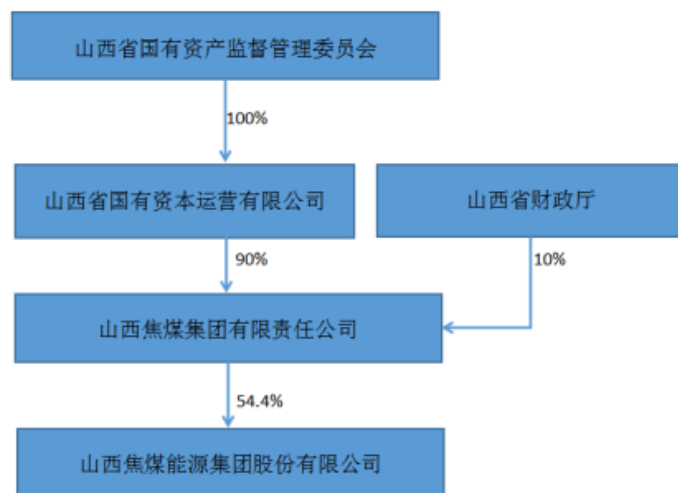 山西省国有资产监督管理委员会
100%
山西省国有资本运营有限公司
山西省财政厅
90%
10%
山西焦煤集团有限责任公司
54.4%
山西焦煤能源集团股份有限公司